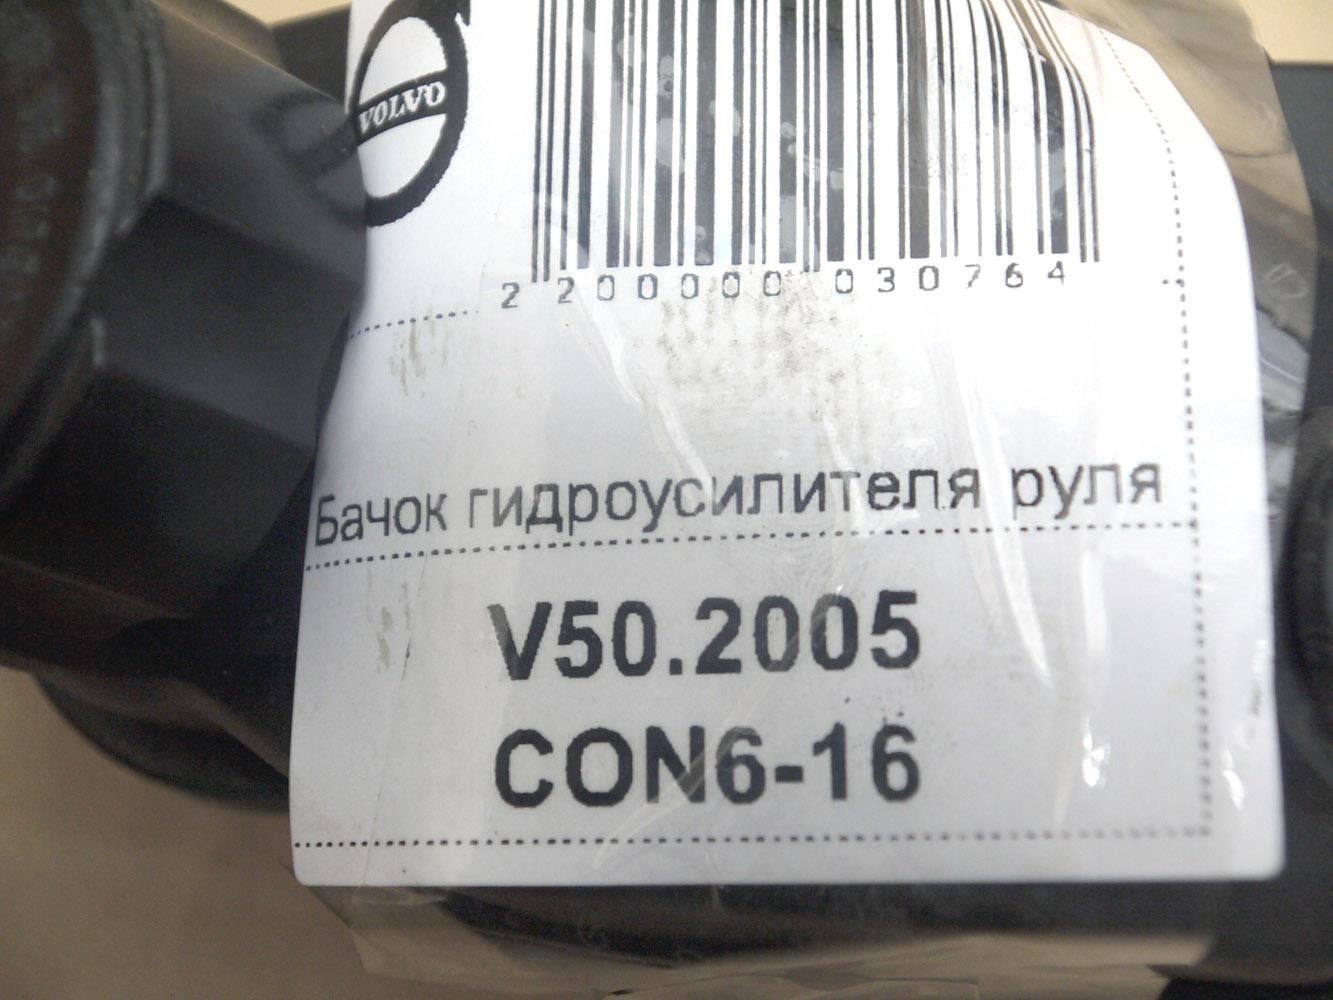 VOLVO
2 200000 030764
Бачок гидроусилителя руля
V50.2005
CON6-16